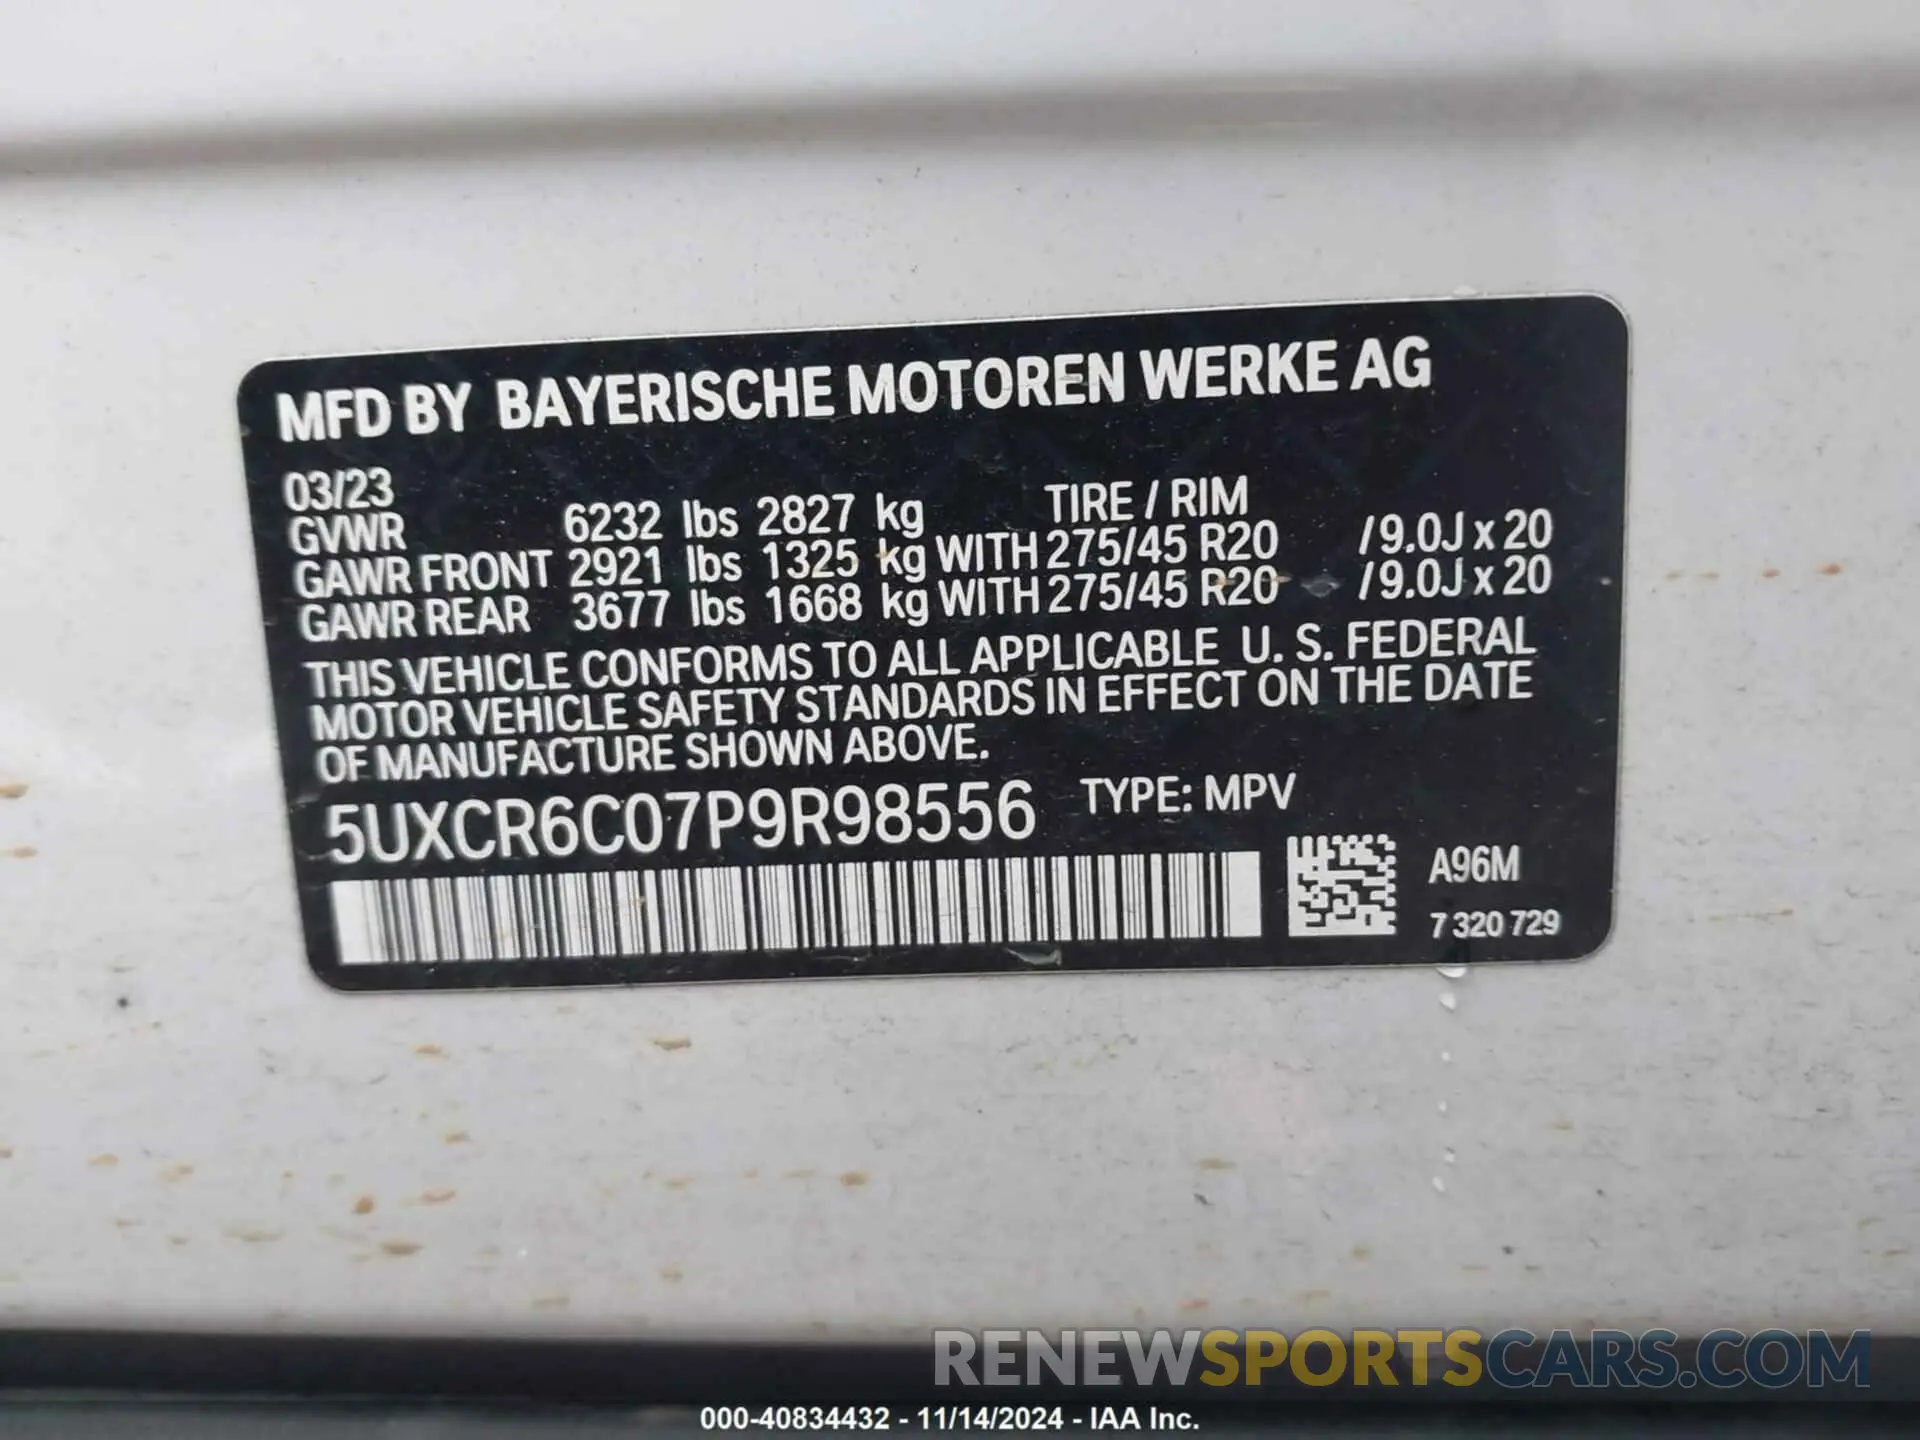 MFD BY BAYERISCHE MOTOREN WERKE AG
03/23 TIRE / RIM
GVWR 6232 lbs 2827 kg
GAWR FRONT 2921 lbs 1325 kg WITH 275/45 R20 / 9.0J x 20
GAWR REAR 3677 lbs 1668 kg WITH 275/45 R20 / 9.0J x 20
THIS VEHICLE CONFORMS TO ALL APPLICABLE U. S. FEDERAL
MOTOR VEHICLE SAFETY STANDARDS IN EFFECT ON THE DATE
OF MANUFACTURE SHOWN ABOVE.
5UXCR6C07P9R98556 TYPE: MPV
A96M
7 320 729
RENEWSPORTSCARS.COM
000-40834432 - 11/14/2024 - IAA Inc.